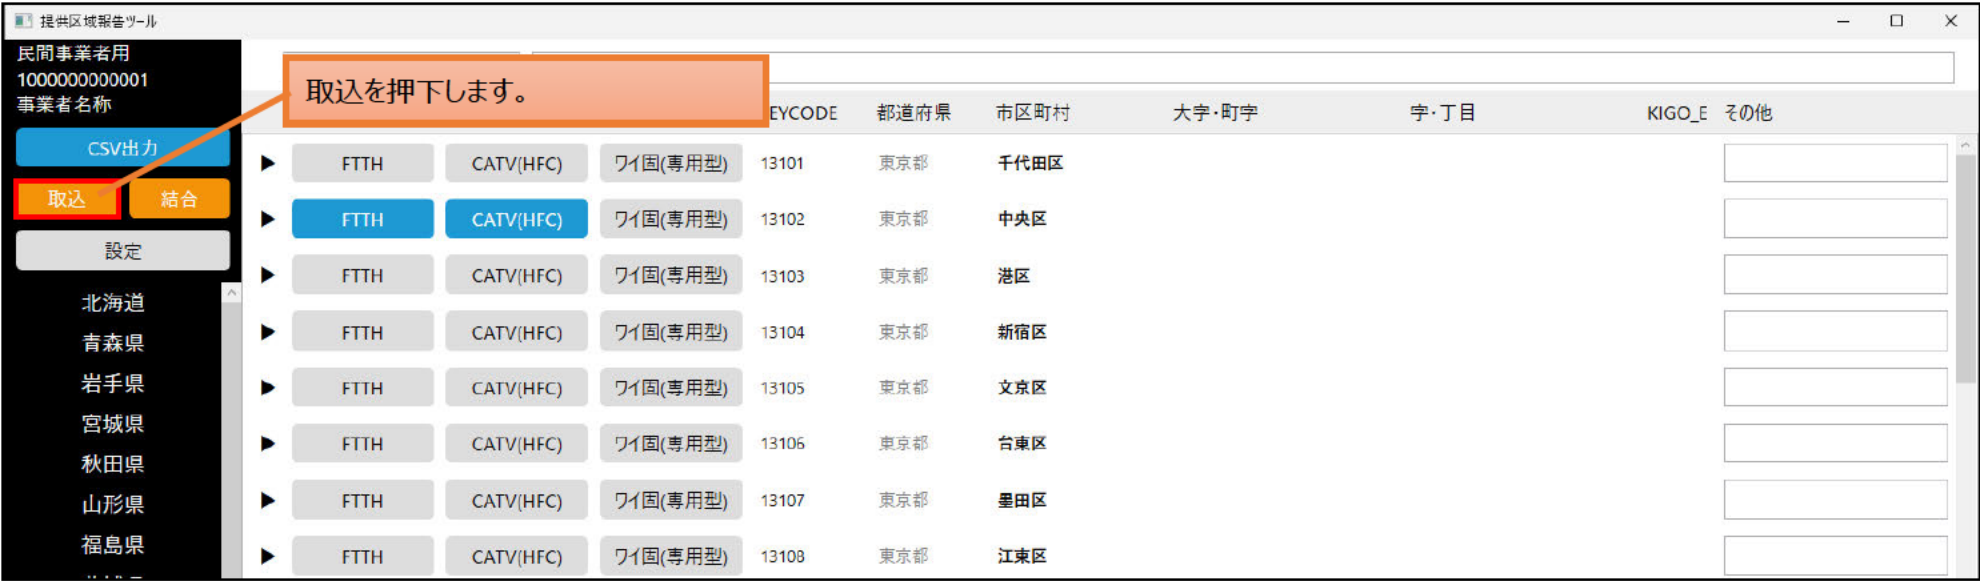 提供区域報告ツール
民間事業者用
1000000000001
事業者名称
CSV出力
取込 結合
設定
北海道
青森県
岩手県
宮城県
秋田県
山形県
福島県
取込を押下します。
EYCODE 都道府県 市区町村 大字・町字 字・丁目 KIGO_E その他
▶ FTTH CATV(HFC) ワイ固(専用型) 13101 東京都 千代田区
▶ FTTH CATV(HFC) ワイ固(専用型) 13102 東京都 中央区
▶ FTTH CATV(HFC) ワイ固(専用型) 13103 東京都 港区
▶ FTTH CATV(HFC) ワイ固(専用型) 13104 東京都 新宿区
▶ FTTH CATV(HFC) ワイ固(専用型) 13105 東京都 文京区
▶ FTTH CATV(HFC) ワイ固(専用型) 13106 東京都 台東区
▶ FTTH CATV(HFC) ワイ固(専用型) 13107 東京都 墨田区
▶ FTTH CATV(HFC) ワイ固(専用型) 13108 東京都 江東区